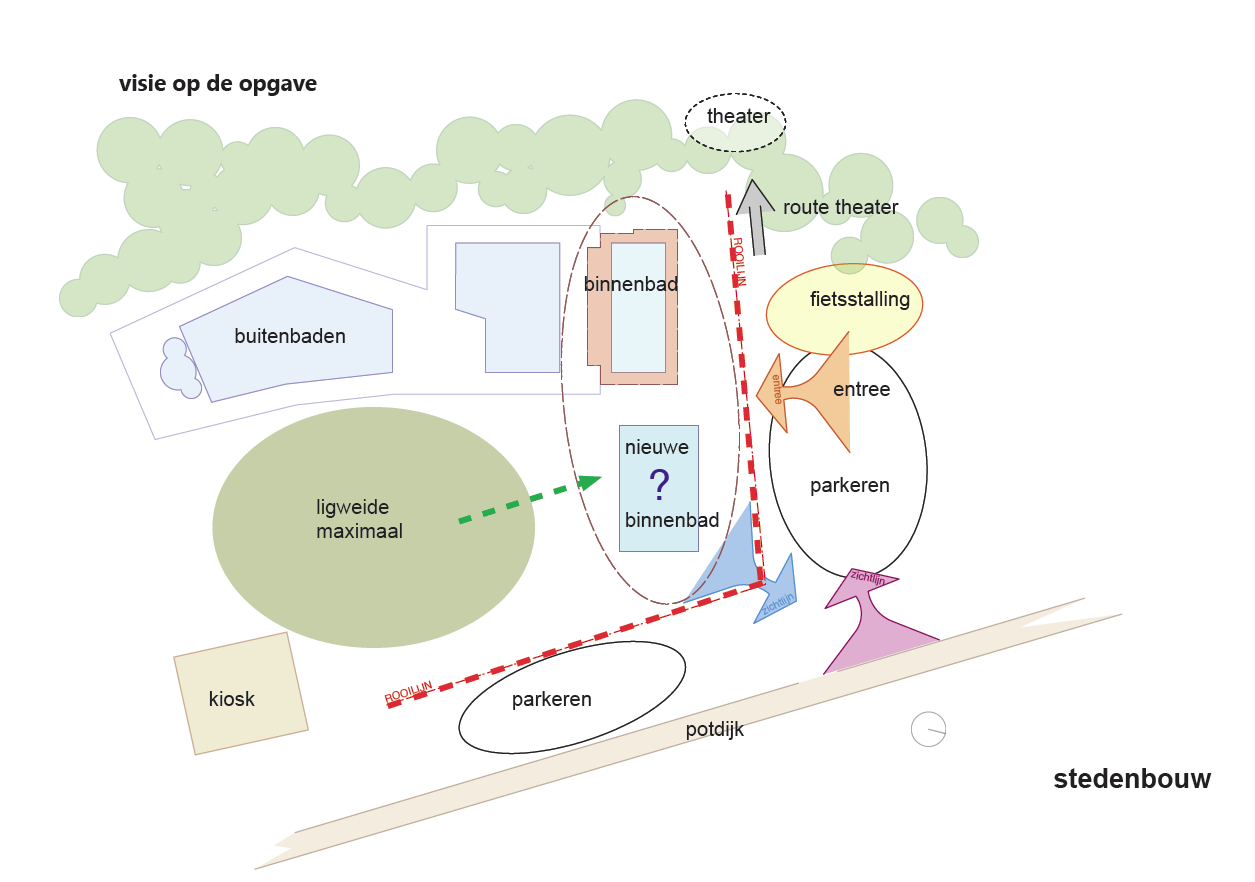 visie op de opgave
theater
route theater
ROOILIJN
binnenbad
fietsstalling
buitenbaden
entree
entree
nieuwe
?
binnenbad
parkeren
ligweide
maximaal
zichtlijn
zichtlijn
ROOILIJN
kiosk
parkeren
potdijk
stedenbouw